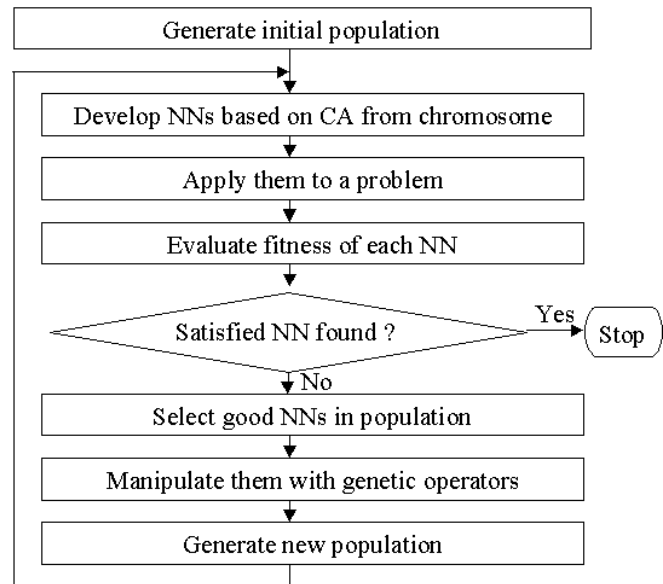 Generate initial population
Develop NNs based on CA from chromosome
Apply them to a problem
Evaluate fitness of each NN
Satisfied NN found ?
Yes
Stop
No
Select good NNs in population
Manipulate them with genetic operators
Generate new population